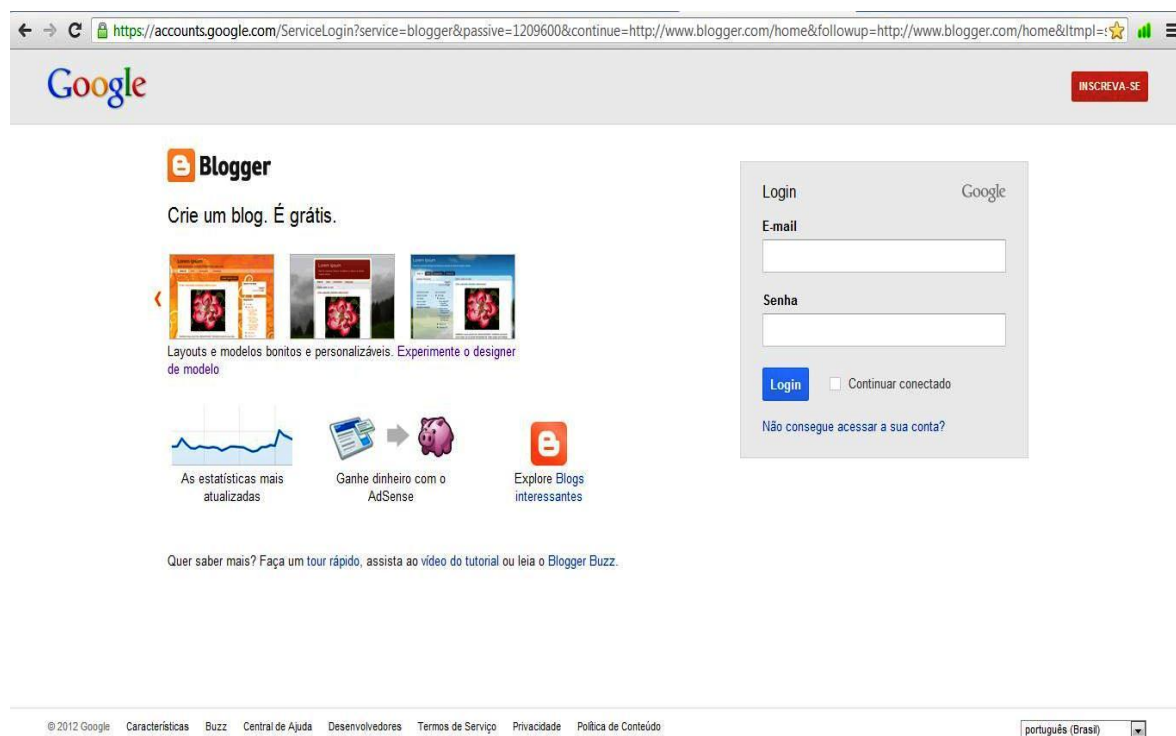 https://accounts.google.com/ServiceLogin?service=blogger&passive=1209600&continue=http://www.blogger.com/home&followup=http://www.blogger.com/home&ltmpl=
Google
INSCREVA-SE
Blogger
Crie um blog. É grátis.
Layouts e modelos bonitos e personalizáveis. Experimente o designer
de modelo
As estatísticas mais
atualizadas
Ganhe dinheiro com o
AdSense
Explore Blogs
interessantes
Quer saber mais? Faça um tour rápido, assista ao vídeo do tutorial ou leia o Blogger Buzz.
Login Google
E-mail
Senha
Login Continuar conectado
Não consegue acessar a sua conta?
© 2012 Google Características Buzz Central de Ajuda Desenvolvedores Termos de Serviço Privacidade Política de Conteúdo
português (Brasil)